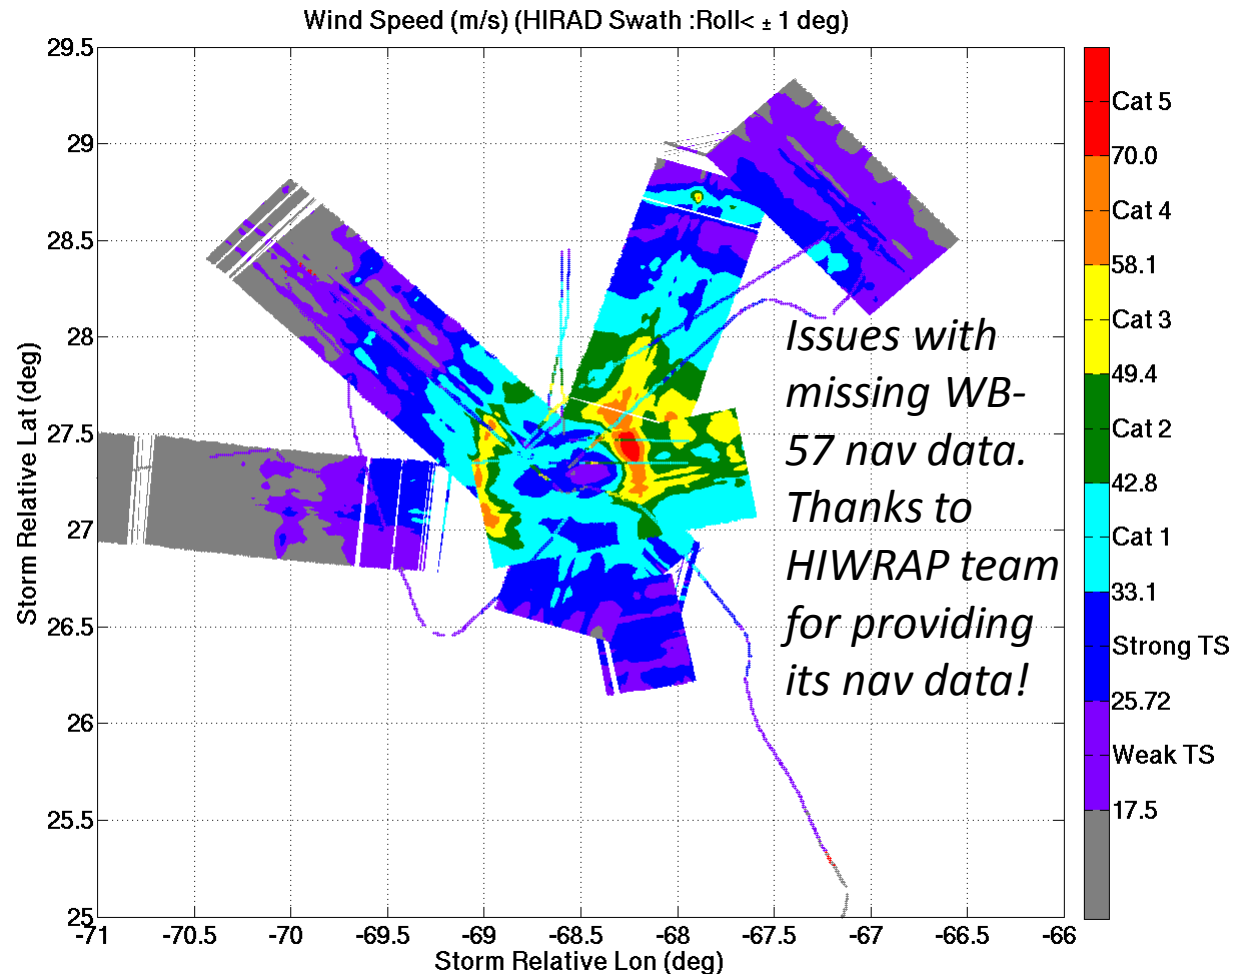 Wind Speed (m/s) (HIRAD Swath :Roll< ± 1 deg)
29.5
29
28.5
28
27.5
27
26.5
26
25.5
25
Storm Relative Lat (deg)
-71
-70.5
-70
-69.5
-69
-68.5
-68
-67.5
-67
-66.5
-66
Storm Relative Lon (deg)
Issues with
missing WB-
57 nav data.
Thanks to
HIWRAP team
for providing
its nav data!
Cat 5
70.0
Cat 4
58.1
Cat 3
49.4
Cat 2
42.8
Cat 1
33.1
Strong TS
25.72
Weak TS
17.5